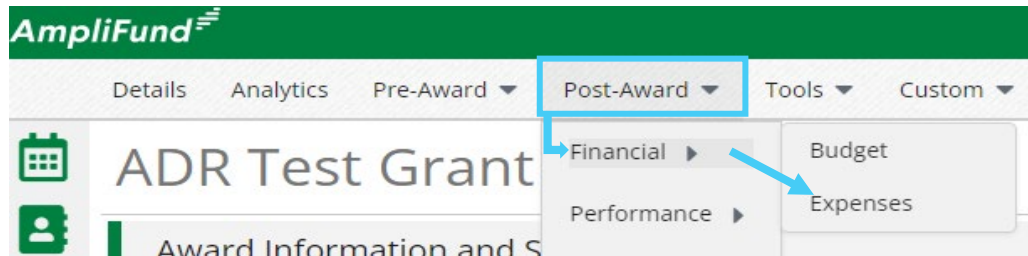 AmpliFund
Details Analytics Pre-Award Post-Award Tools Custom
ADR Test Grant
Financial
Budget
Performance
Expenses
Award Information and S